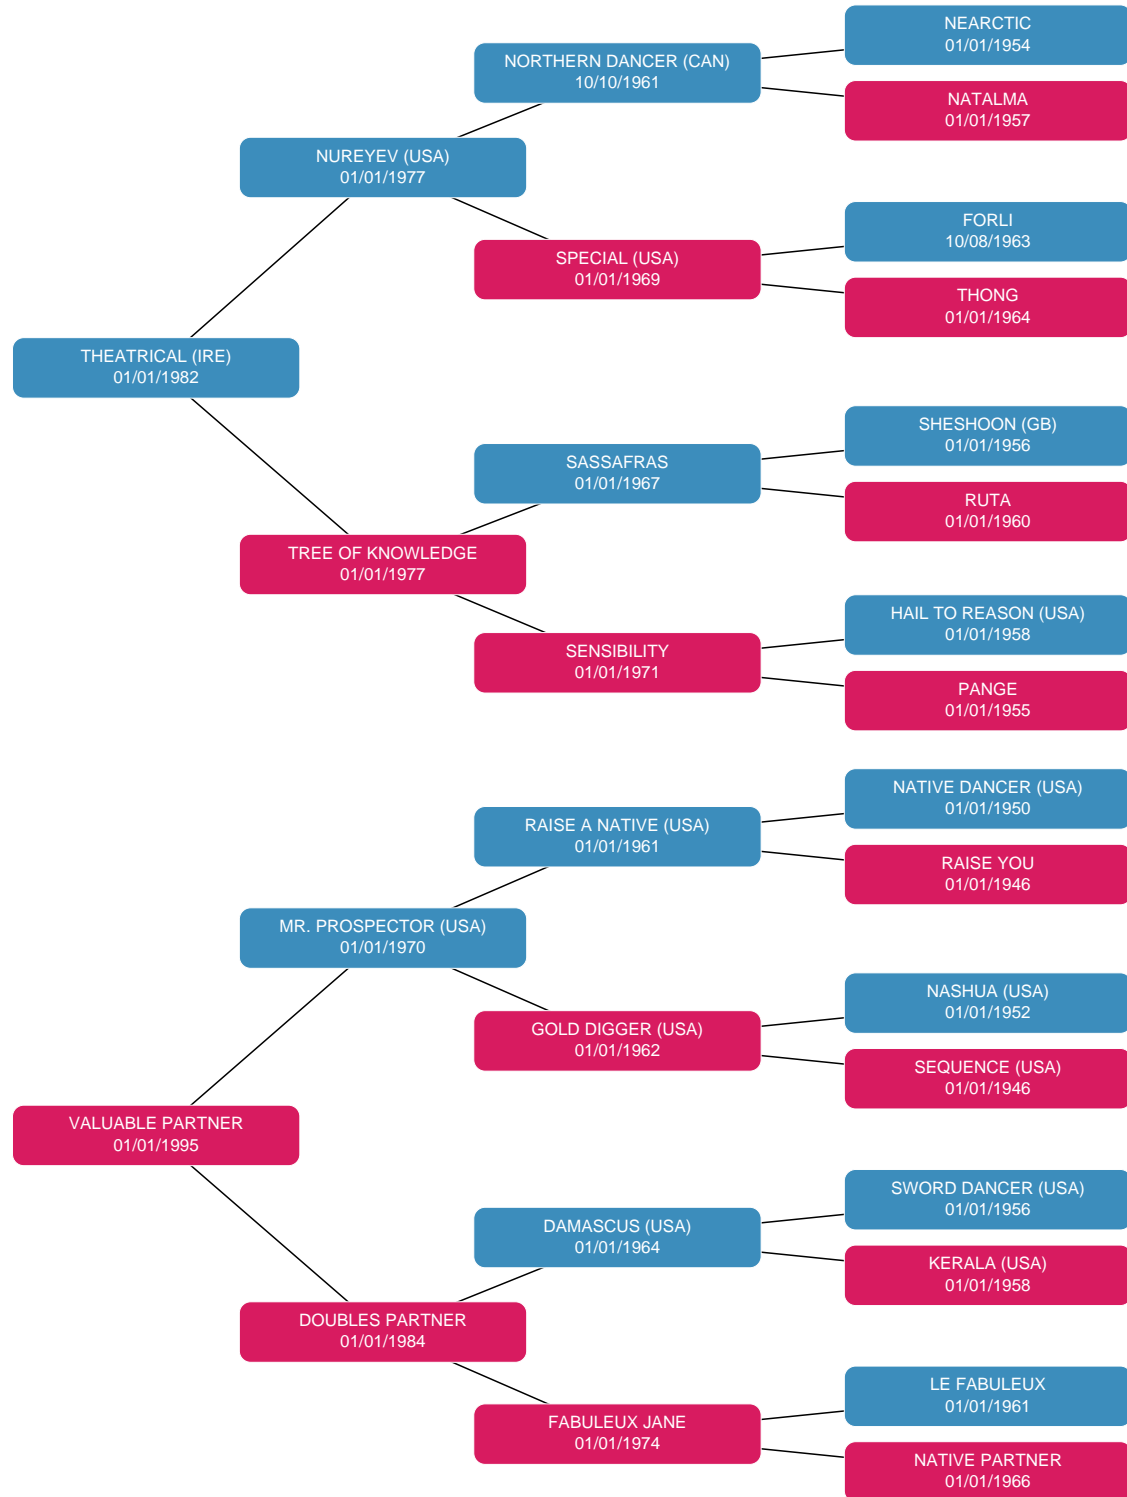 NEARCTIC
01/01/1954
NORTHERN DANCER (CAN)
10/10/1961
NATALMA
01/01/1957
NUREYEV (USA)
01/01/1977
FORLI
10/08/1963
SPECIAL (USA)
01/01/1969
THONG
01/01/1964
THEATRICAL (IRE)
01/01/1982
SHESHOON (GB)
01/01/1956
SASSAFRAS
01/01/1967
RUTA
01/01/1960
TREE OF KNOWLEDGE
01/01/1977
HAIL TO REASON (USA)
01/01/1958
SENSIBILITY
01/01/1971
PANGE
01/01/1955
NATIVE DANCER (USA)
01/01/1950
RAISE A NATIVE (USA)
01/01/1961
RAISE YOU
01/01/1946
MR. PROSPECTOR (USA)
01/01/1970
NASHUA (USA)
01/01/1952
GOLD DIGGER (USA)
01/01/1962
SEQUENCE (USA)
01/01/1946
VALUABLE PARTNER
01/01/1995
SWORD DANCER (USA)
01/01/1956
DAMASCUS (USA)
01/01/1964
KERALA (USA)
01/01/1958
DOUBLES PARTNER
01/01/1984
LE FABULEUX
01/01/1961
FABULEUX JANE
01/01/1974
NATIVE PARTNER
01/01/1966